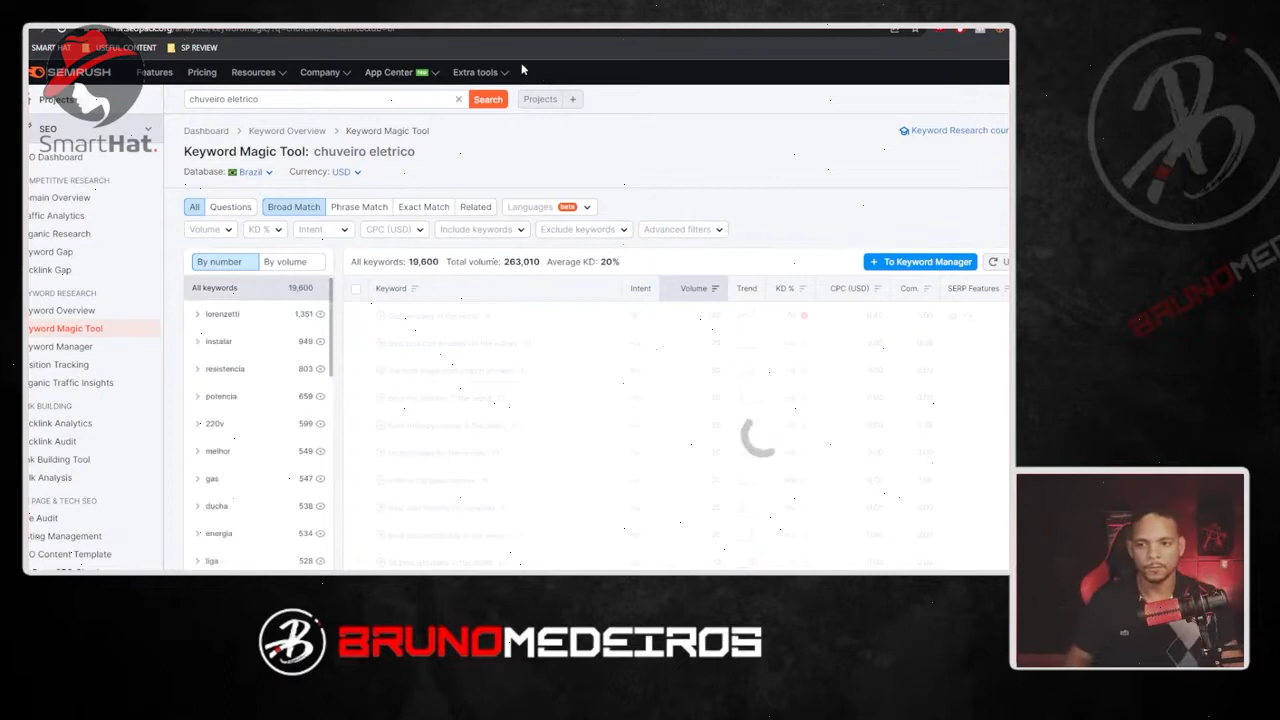 SMART HAT USEFUL CONTENT SP REVIEW
SEMRUSH Features Pricing Resources Company App Center new Extra tools
Projects chuveiro eletrico × Search Projects +
SEO
SmartHat.
O Dashboard Dashboard > Keyword Overview > Keyword Magic Tool Keyword Research cour
Keyword Magic Tool: chuveiro eletrico
Database: Brazil Currency: USD
MPETITIVE RESEARCH
main Overview
affic Analytics
ganic Research
yword Gap
cklink Gap
YWORD RESEARCH
yword Overview
yword Magic Tool
yword Manager
sition Tracking
ganic Traffic Insights
NK BUILDING
cklink Analytics
cklink Audit
nk Building Tool
lk Analysis
PAGE & TECH SEO
e Audit
sting Management
O Content Template
All Questions Broad Match Phrase Match Exact Match Related Languages beta
Volume KD % Intent CPC (USD) Include keywords Exclude keywords Advanced filters
By number By volume All keywords: 19,600 Total volume: 263,010 Average KD: 20% + To Keyword Manager U
All keywords 19,600 Keyword Intent Volume Trend KD % CPC (USD) Com. SERP Features
lorenzetti 1,351
instalar 949
resistencia 803
potencia 659
220v 599
melhor 549
gas 547
ducha 538
energia 534
liga 528
B BRUNOMEDEIROS
B
BRUNOMEDE